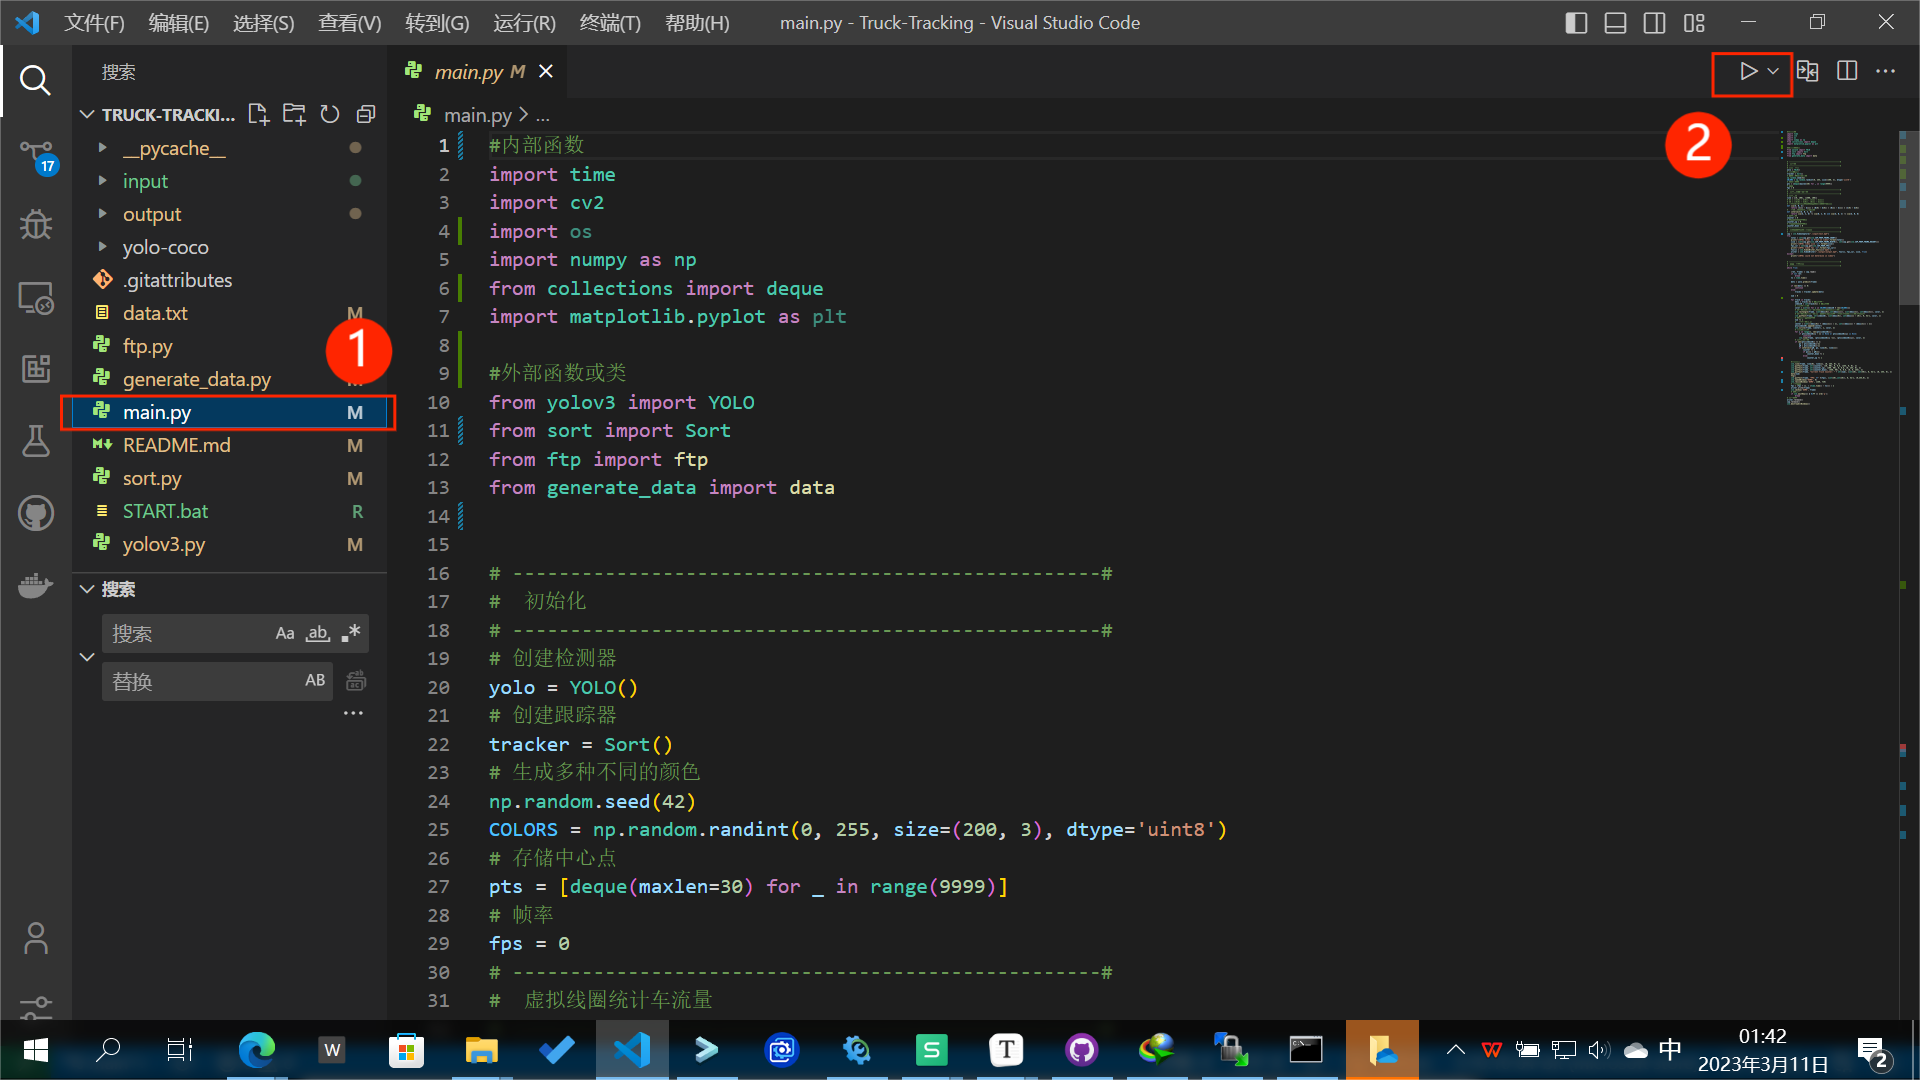 文件(F) 编辑(E) 选择(S) 查看(V) 转到(G) 运行(R) 终端(T) 帮助(H) main.py - Truck-Tracking - Visual Studio Code
搜索
main.py M
TRUCK-TRACKI...
main.py > ...
17
__pycache__
input
output
yolo-coco
.gitattributes
data.txt M
ftp.py
generate_data.py
main.py M
README.md M
sort.py M
START.bat R
yolov3.py M
1
2
搜索
搜索 Aa ab .*
替换 AB
1 #内部函数
2 import time
3 import cv2
4 import os
5 import numpy as np
6 from collections import deque
7 import matplotlib.pyplot as plt
8
9 #外部函数或类
10 from yolov3 import YOLO
11 from sort import Sort
12 from ftp import ftp
13 from generate_data import data
14
15
16 # ---------------------------------------------------#
17 #  初始化
18 # ---------------------------------------------------#
19 # 创建检测器
20 yolo = YOLO()
21 # 创建跟踪器
22 tracker = Sort()
23 # 生成多种不同的颜色
24 np.random.seed(42)
25 COLORS = np.random.randint(0, 255, size=(200, 3), dtype='uint8')
26 # 存储中心点
27 pts = [deque(maxlen=30) for _ in range(9999)]
28 # 帧率
29 fps = 0
30 # ---------------------------------------------------#
31 #  虚拟线圈统计车流量
W
S
T
中
01:42
2023年3月11日
2